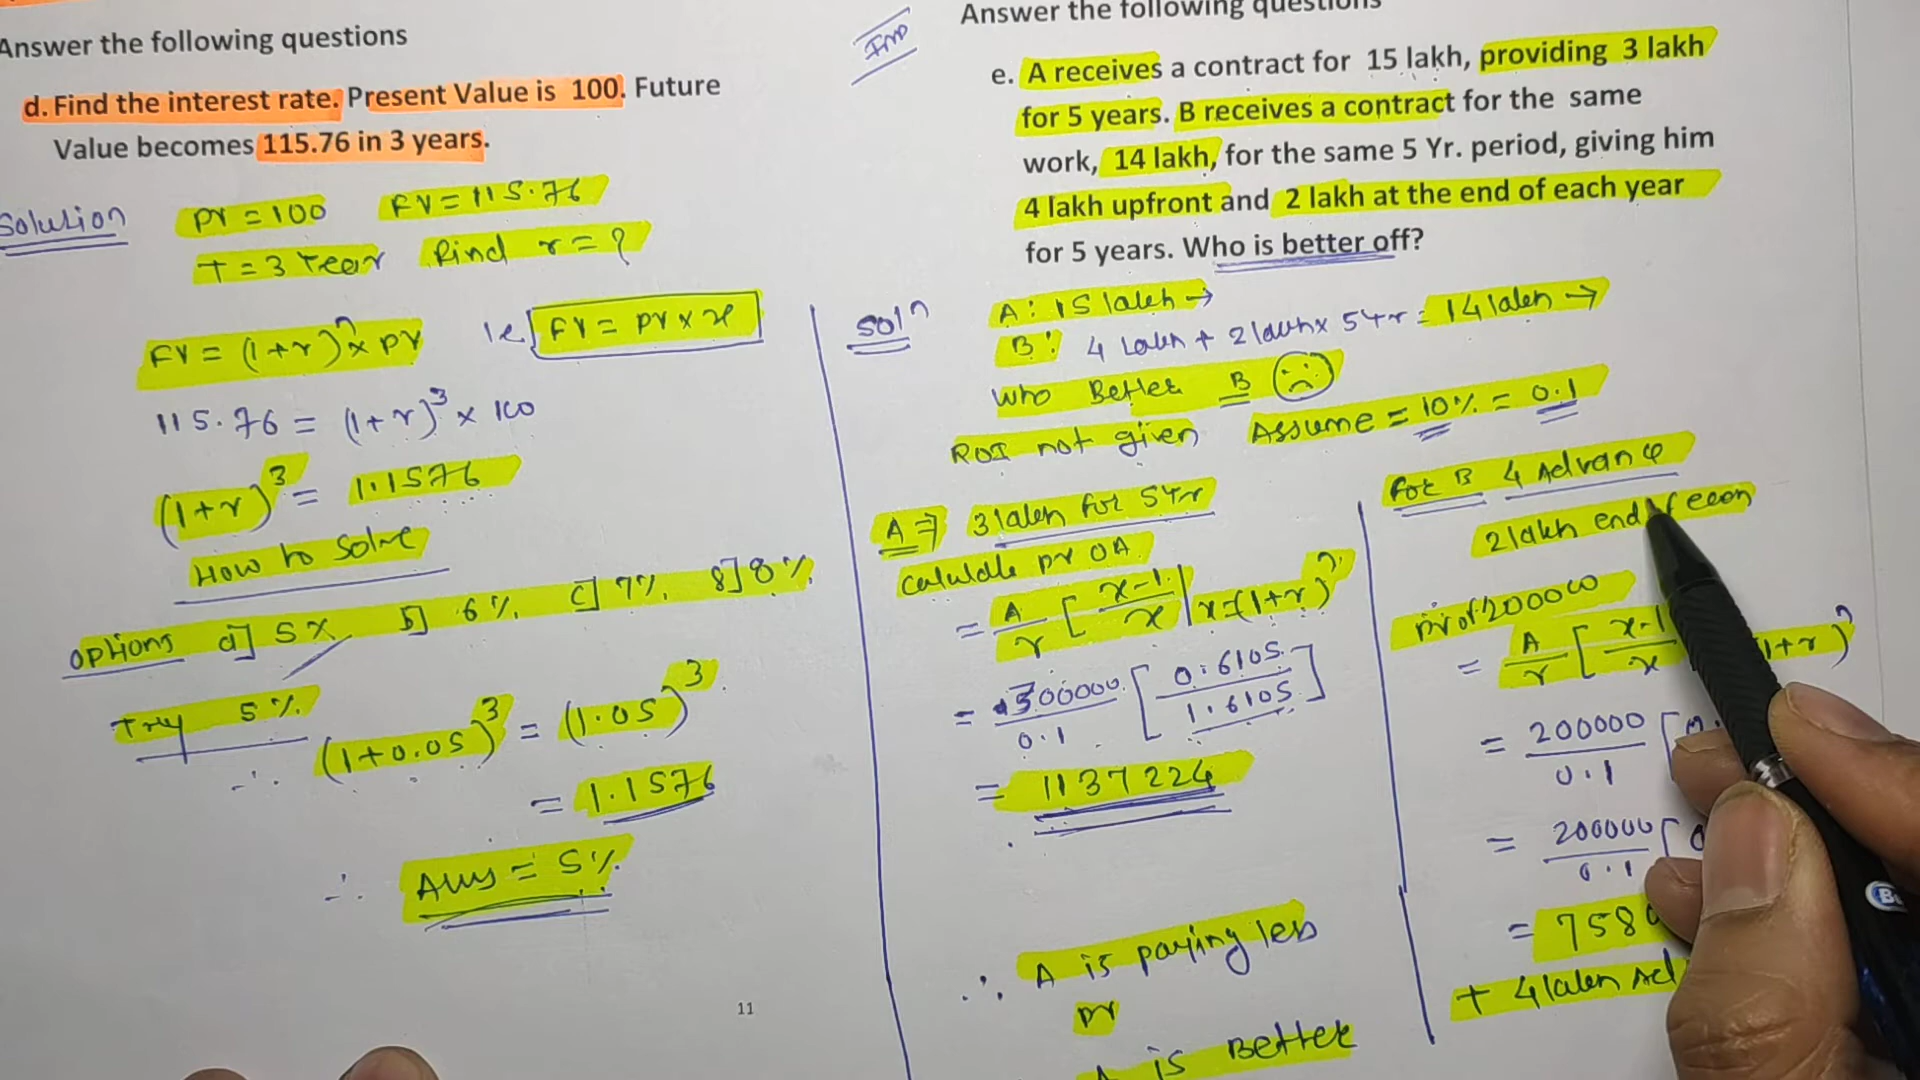 Answer the following questions
d. Find the interest rate. Present Value is 100. Future
Value becomes 115.76 in 3 years.
Solution
PV = 100 FV = 115.76
T = 3 Year Find r = ?
FV = (1+r)^n × PV ie FV = PV × x
115.76 = (1+r)^3 × 100
(1+r)^3 = 1.1576
How to Solve
Options a] 5% b] 6% c] 7% 8] 8%
Try 5%
∴ (1+0.05)^3 = (1.05)^3
= 1.1576
∴ Ans = 5%
11
Imp
Answer the following questions
e. A receives a contract for 15 lakh, providing 3 lakh
for 5 years. B receives a contract for the same
work, 14 lakh, for the same 5 Yr. period, giving him
4 lakh upfront and 2 lakh at the end of each year
for 5 years. Who is better off?
Soln
A: 15 lakh →
B: 4 Lakh + 2 lakh × 5 Yr = 14 lakh →
Who Better B
ROI not given Assume = 10% = 0.1
A ⇒ 3 lakh for 5 Yr
Calculate PV OA
= A/r [x-1/x] x=(1+r)^n
= 300000/0.1 [0.6105/1.6105]
= 1137224
∴ A is paying less
PV
is Better
For B 4 Advance
2 lakh end of each
PV of 200000
= A/r [x-1/x 1+r)^n
= 200000/0.1 [
= 200000/0.1 [
= 758
+ 4 lakh Ad